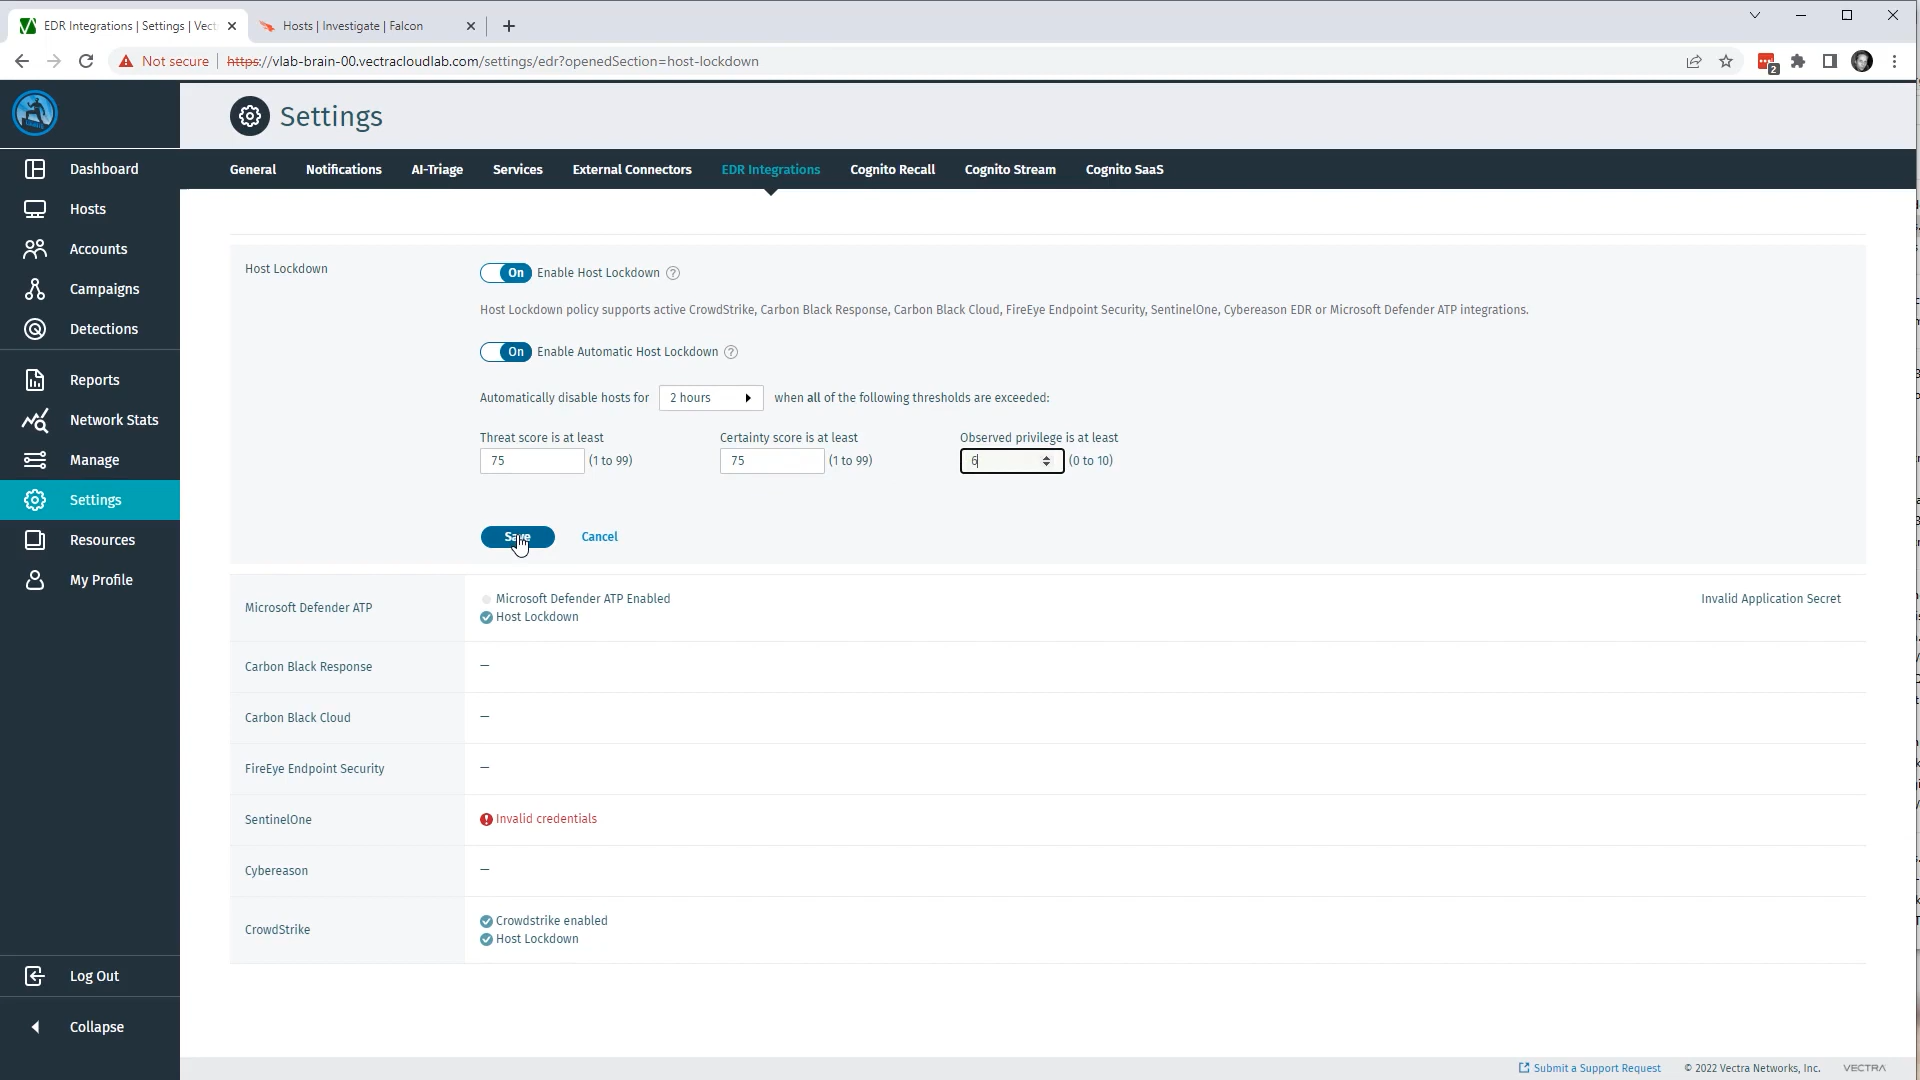 EDR Integrations | Settings | Vect
Hosts | Investigate | Falcon
Not secure
https://vlab-brain-00.vectracloudlab.com/settings/edr?openedSection=host-lockdown
2
Settings
General
Notifications
AI-Triage
Services
External Connectors
EDR Integrations
Cognito Recall
Cognito Stream
Cognito SaaS
Dashboard
Hosts
Accounts
Campaigns
Detections
Reports
Network Stats
Manage
Settings
Resources
My Profile
Log Out
Collapse
Host Lockdown
On Enable Host Lockdown ?
Host Lockdown policy supports active CrowdStrike, Carbon Black Response, Carbon Black Cloud, FireEye Endpoint Security, SentinelOne, Cybereason EDR or Microsoft Defender ATP integrations.
On Enable Automatic Host Lockdown ?
Automatically disable hosts for 2 hours when all of the following thresholds are exceeded:
Threat score is at least
75 (1 to 99)
Certainty score is at least
75 (1 to 99)
Observed privilege is at least
6 (0 to 10)
Save
Cancel
Microsoft Defender ATP
Microsoft Defender ATP Enabled
Host Lockdown
Invalid Application Secret
Carbon Black Response
—
Carbon Black Cloud
—
FireEye Endpoint Security
—
SentinelOne
Invalid credentials
Cybereason
—
CrowdStrike
Crowdstrike enabled
Host Lockdown
Submit a Support Request
© 2022 Vectra Networks, Inc.
VECTRA